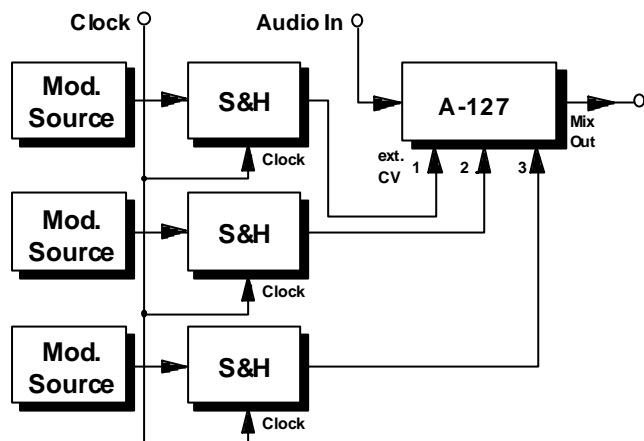 Clock
Audio In
Mod.
Source
S&H
A-127
Mix
Out
Clock
ext.
CV
1
2
3
Mod.
Source
S&H
Clock
Mod.
Source
S&H
Clock